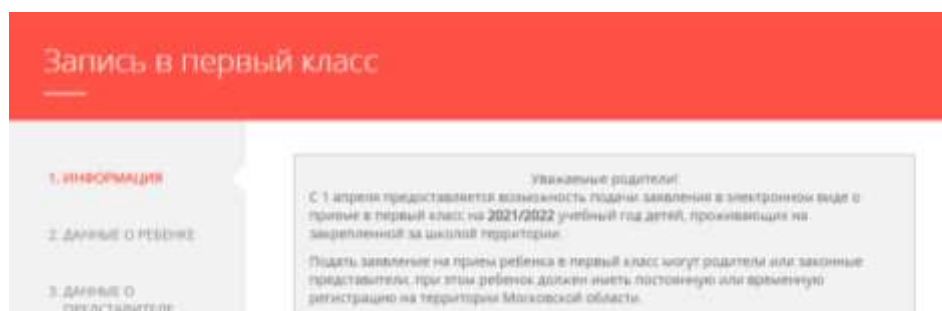 Запись в первый класс
1. ИНФОРМАЦИЯ
Уважаемые родители!
С 1 апреля предоставляется возможность подачи заявления в электронном виде о
приеме в первый класс на 2021/2022 учебный год детей, проживающих на
закрепленной за школой территории.
2. ДАННЫЕ О РЕБЕНКЕ
Подать заявление на прием ребенка в первый класс могут родители или законные
представители, при этом ребенок должен иметь постоянную или временную
регистрацию на территории Московской области.
3. ДАННЫЕ О
ПРЕДСТАВИТЕЛЕ